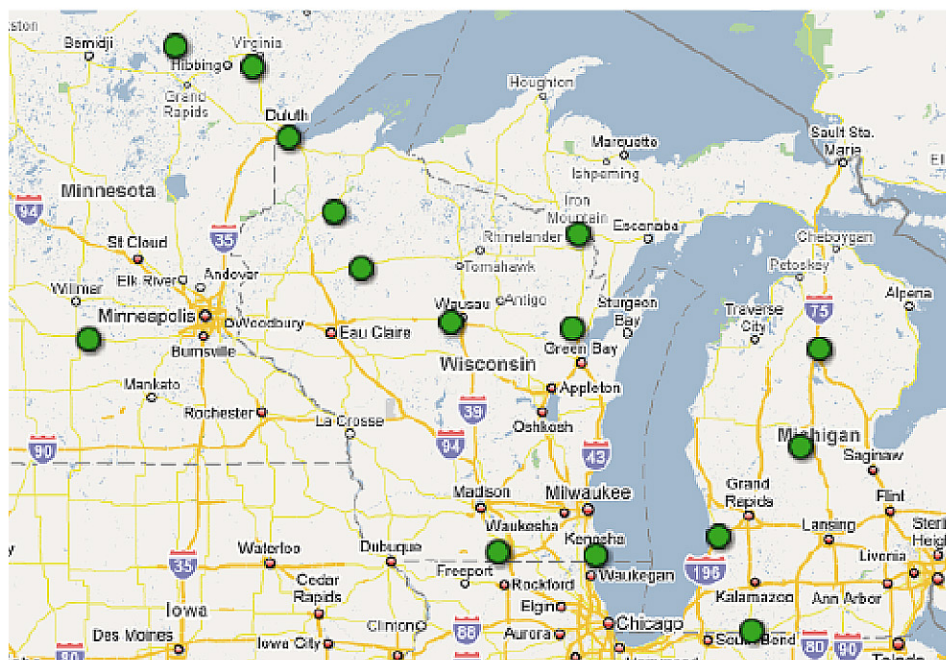 Bemidji
Virginia
Hibbing
Grand
Rapids
Duluth
Houghton
Marquette
Ishpeming
Sault Ste.
Marie
Minnesota
94
35
St Cloud
Elk River
Andover
Willmar
Minneapolis
Woodbury
Burnsville
Mankato
Rochester
Eau Claire
La Crosse
Iron
Mountain
Escanaba
Rhinelander
Tomahawk
Antigo
Wausau
Sturgeon
Bay
Green Bay
Wisconsin
Appleton
Oshkosh
Cheboygan
Petoskey
Alpena
Traverse
City
75
Michigan
Saginaw
90
39
94
43
Madison
Milwaukee
Waukesha
Kenosha
Grand
Rapids
Flint
Lansing
Livonia
35
Waterloo
Dubuque
Freeport
Rockford
Waukegan
196
Kalamazoo
Ann Arbor
Iowa
Cedar
Rapids
Elgin
Clinton
88
Aurora
Chicago
South Bend
80
90
Des Moines
Iowa City